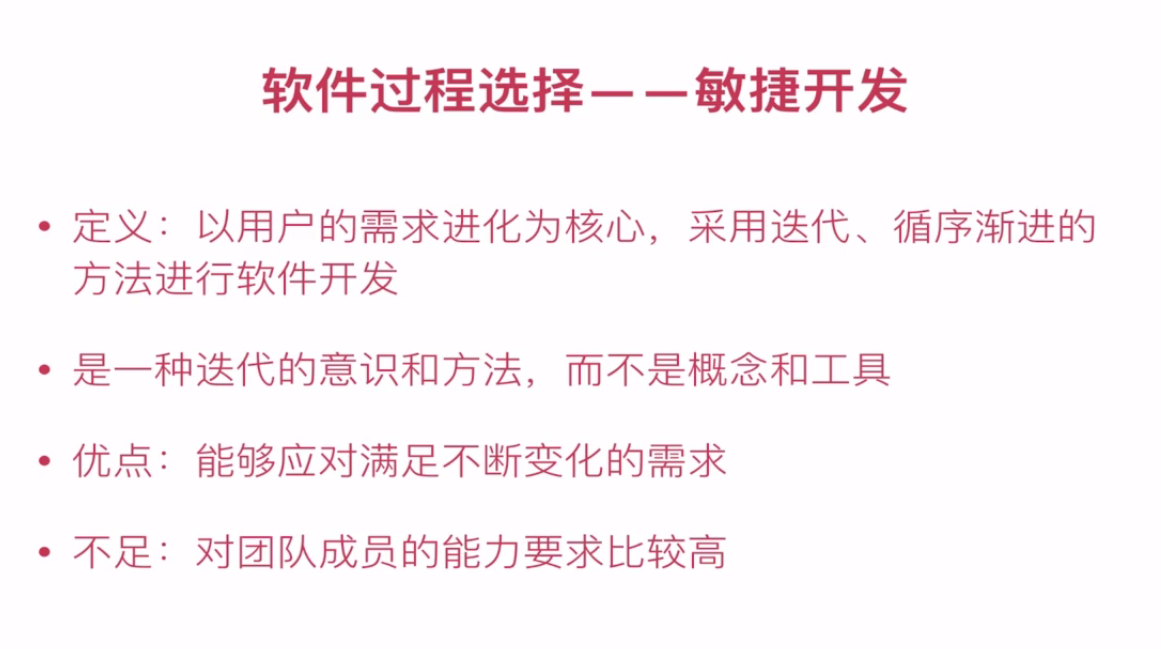 软件过程选择——敏捷开发
• 定义：以用户的需求进化为核心，采用迭代、循序渐进的
方法进行软件开发
• 是一种迭代的意识和方法，而不是概念和工具
• 优点：能够应对满足不断变化的需求
• 不足：对团队成员的能力要求比较高